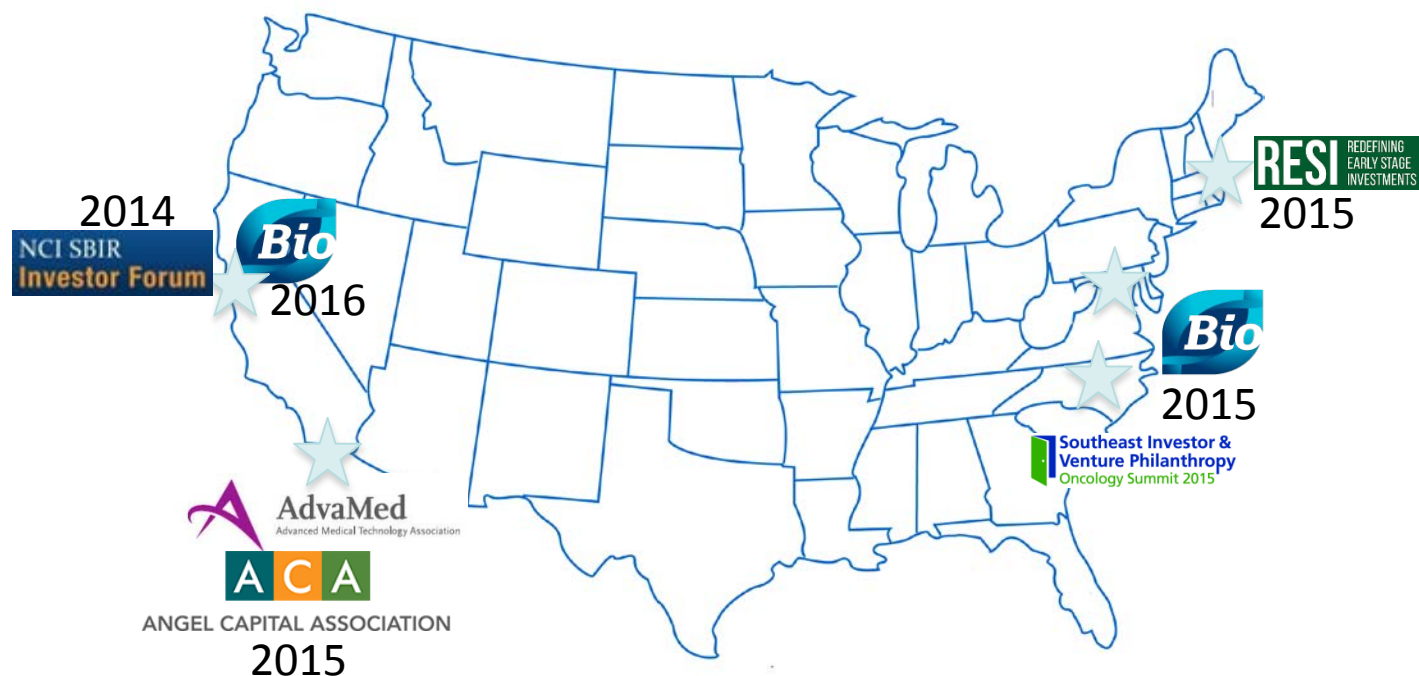 2014
NCI SBIR
Investor Forum
Bio
2016
AdvaMed
Advanced Medical Technology Association
A C A
ANGEL CAPITAL ASSOCIATION
2015
RESI REDEFINING
EARLY STAGE
INVESTMENTS
2015
Bio
2015
Southeast Investor &
Venture Philanthropy
Oncology Summit 2015